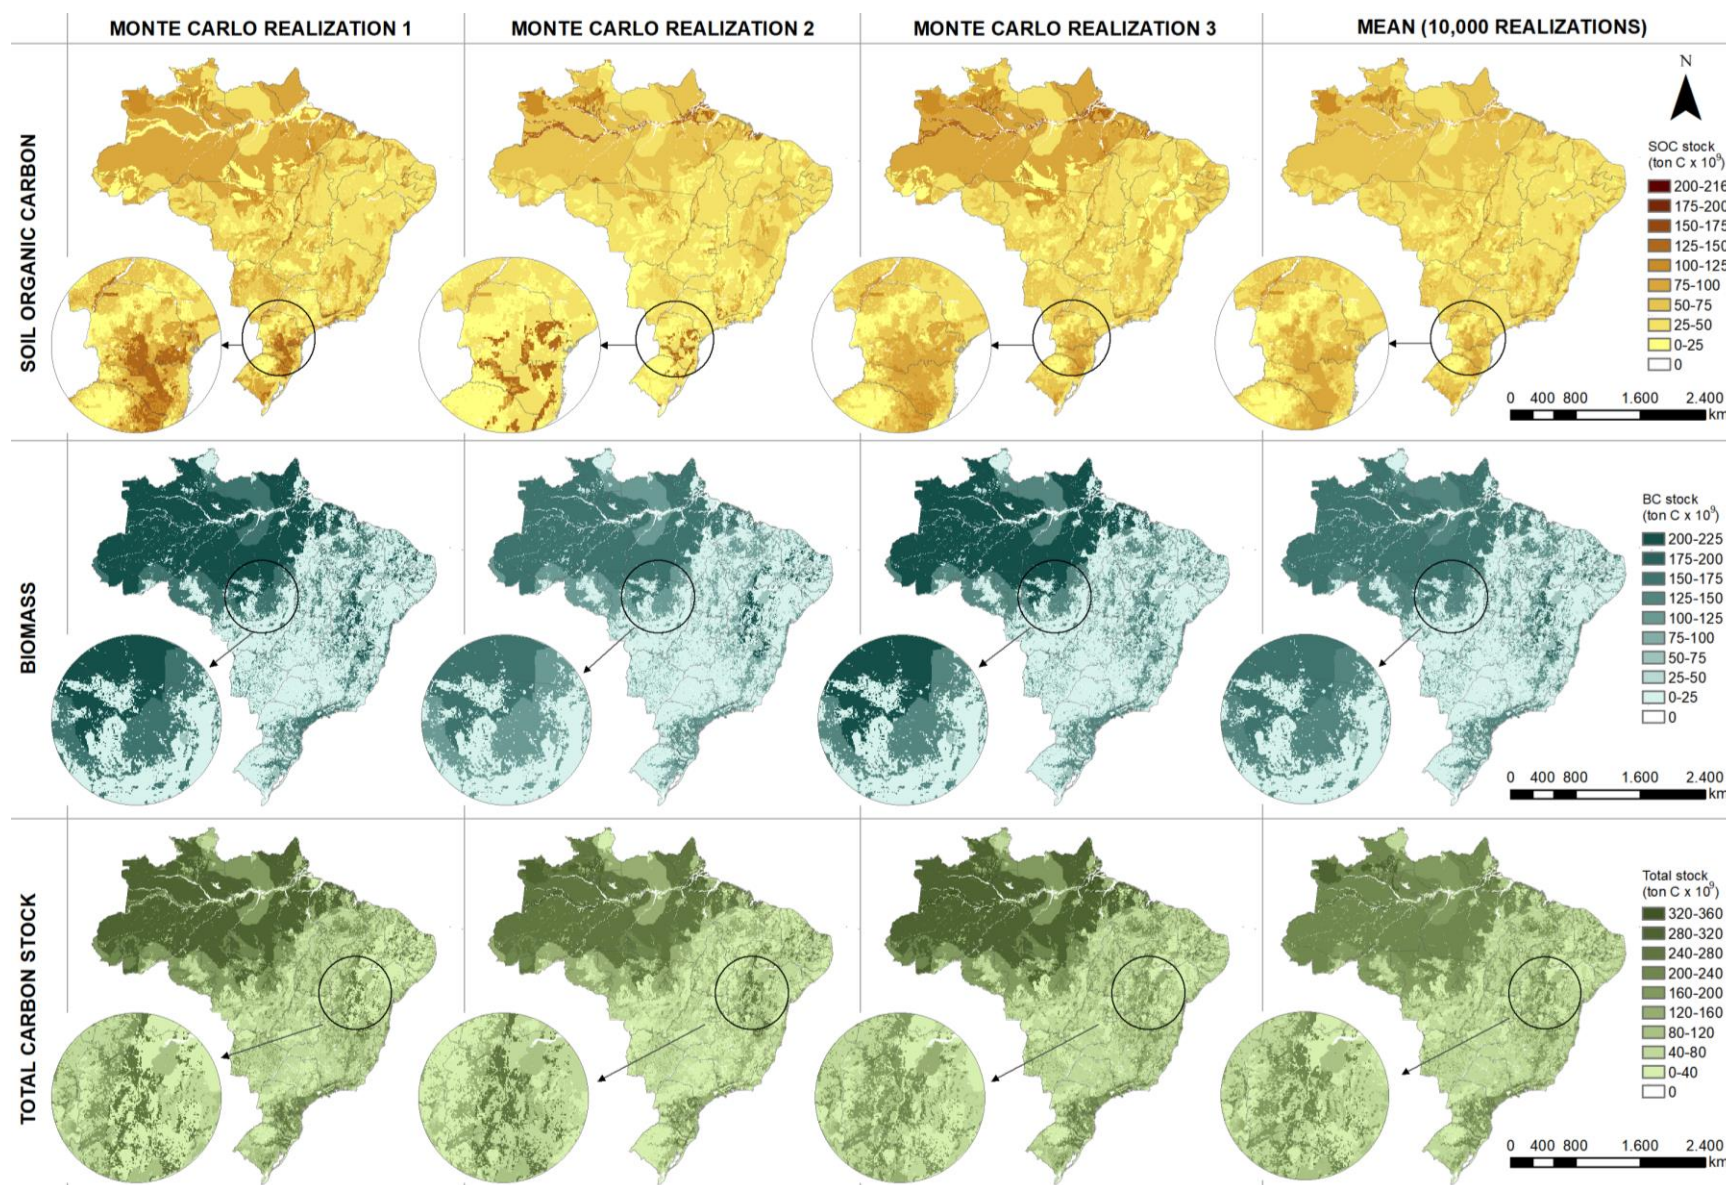 MONTE CARLO REALIZATION 1
MONTE CARLO REALIZATION 2
MONTE CARLO REALIZATION 3
MEAN (10,000 REALIZATIONS)
SOIL ORGANIC CARBON
N
SOC stock
(ton C x 10⁹)
200-216
175-200
150-175
125-150
100-125
75-100
50-75
25-50
0-25
0
0 400 800 1.600 2.400
km
BIOMASS
BC stock
(ton C x 10⁹)
200-225
175-200
150-175
125-150
100-125
75-100
50-75
25-50
0-25
0
0 400 800 1.600 2.400
km
TOTAL CARBON STOCK
Total stock
(ton C x 10⁹)
320-360
280-320
240-280
200-240
160-200
120-160
80-120
40-80
0-40
0
0 400 800 1.600 2.400
km